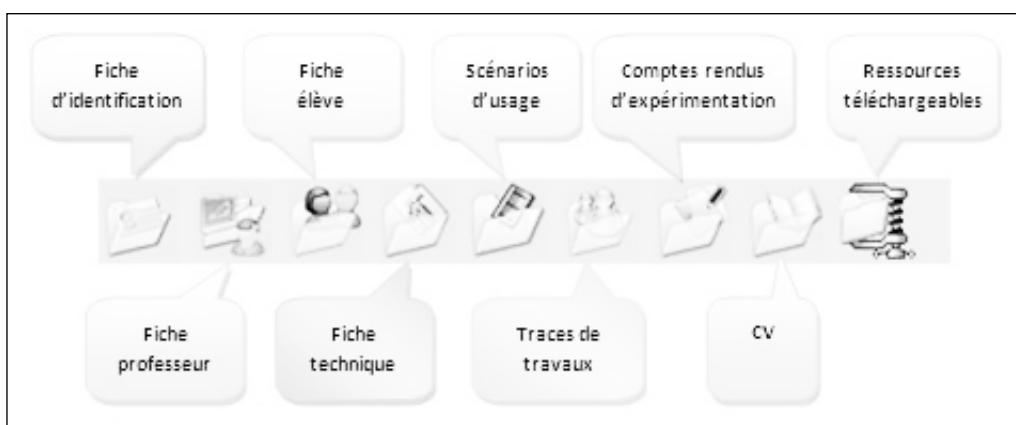 Fiche
d'identification
Fiche
élève
Scénarios
d'usage
Comptes rendus
d'expérimentation
Ressources
téléchargeables
Fiche
professeur
Fiche
technique
Traces de
travaux
CV